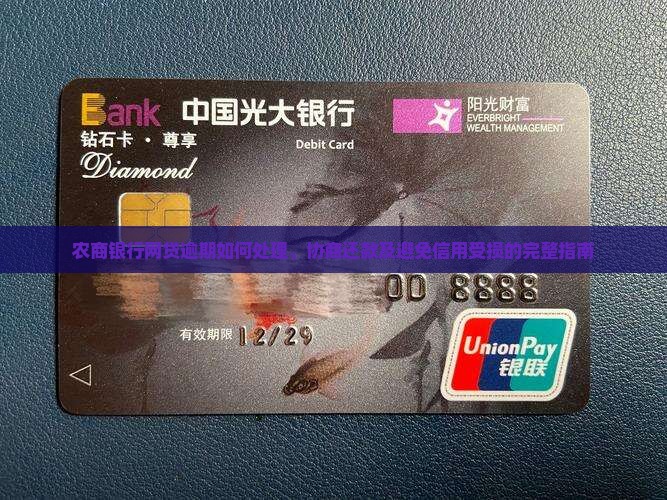 Bank 中国光大银行
阳光财富
EVERBRIGHT
WEALTH MANAGEMENT
钻石卡 · 尊享
Debit Card
Diamond
农商银行网贷逾期如何处理、协商还款及避免信用受损的完整指南
00 8888
有效期限 12/29
UnionPay
银联